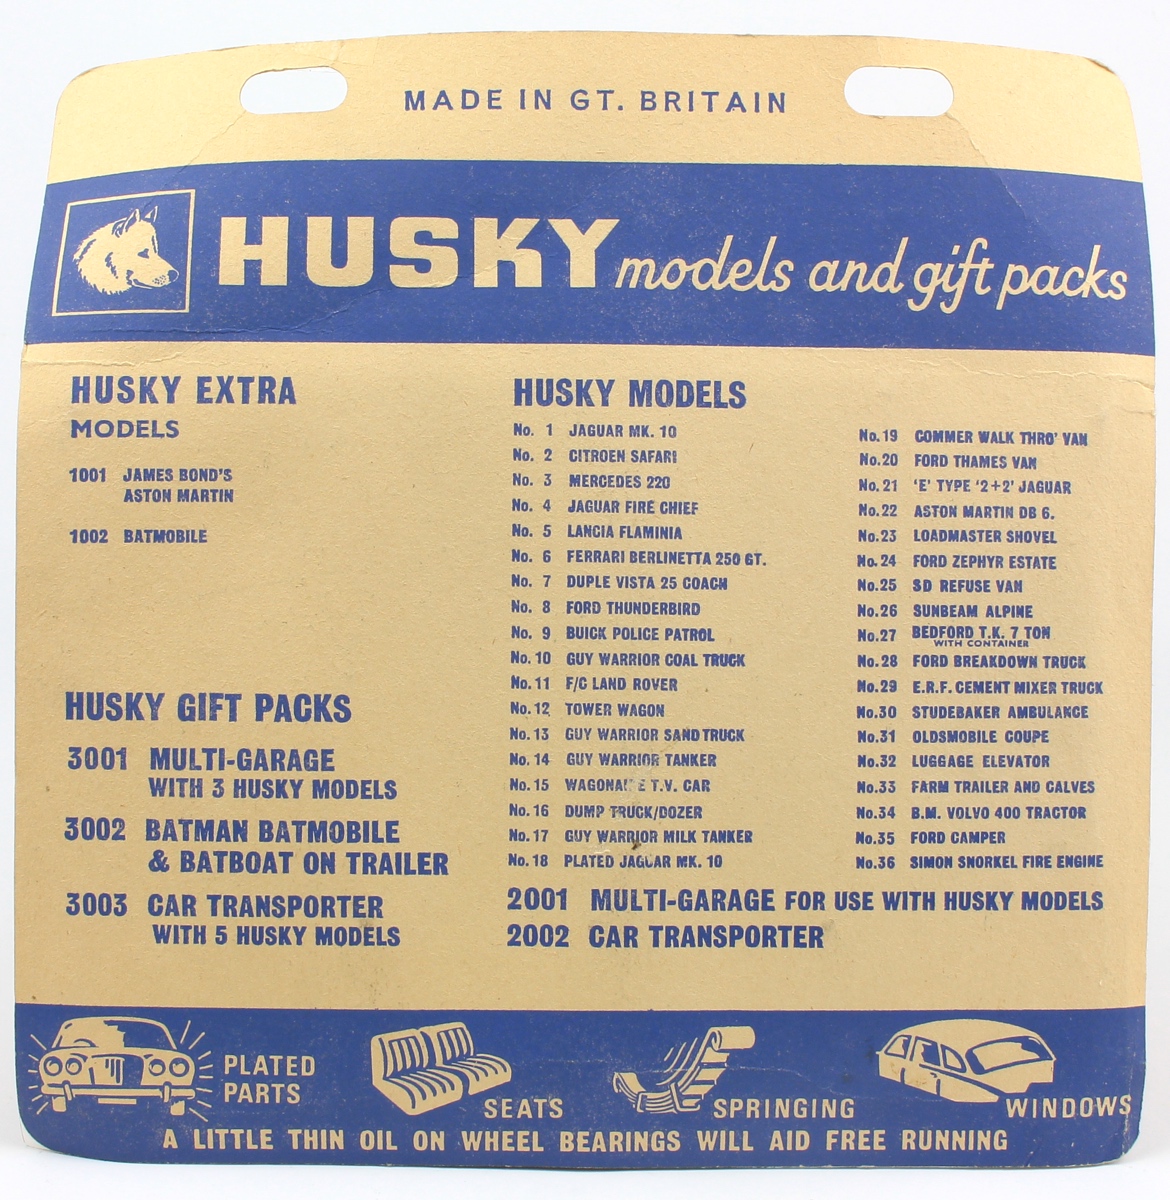 MADE IN GT. BRITAIN
HUSKY models and gift packs
HUSKY EXTRA
MODELS
1001 JAMES BOND'S
ASTON MARTIN
1002 BATMOBILE
HUSKY GIFT PACKS
3001 MULTI-GARAGE
WITH 3 HUSKY MODELS
3002 BATMAN BATMOBILE
& BATBOAT ON TRAILER
3003 CAR TRANSPORTER
WITH 5 HUSKY MODELS
HUSKY MODELS
No. 1 JAGUAR MK. 10
No. 2 CITROEN SAFARI
No. 3 MERCEDES 220
No. 4 JAGUAR FIRE CHIEF
No. 5 LANCIA FLAMINIA
No. 6 FERRARI BERLINETTA 250 GT.
No. 7 DUPLE VISTA 25 COACH
No. 8 FORD THUNDERBIRD
No. 9 BUICK POLICE PATROL
No. 10 GUY WARRIOR COAL TRUCK
No. 11 F/C LAND ROVER
No. 12 TOWER WAGON
No. 13 GUY WARRIOR SAND TRUCK
No. 14 GUY WARRIOR TANKER
No. 15 T.V. CAR
No. 16 DUMP TRUCK/DOZER
No. 17 GUY WARRIOR MILK TANKER
No. 18 PLATED JAGUAR MK. 10
No. 19 COMMER WALK THRO' VAN
No. 20 FORD THAMES VAN
No. 21 'E' TYPE '2+2' JAGUAR
No. 22 ASTON MARTIN DB 6.
No. 23 LOADMASTER SHOVEL
No. 24 FORD ZEPHYR ESTATE
No. 25 SD REFUSE VAN
No. 26 SUNBEAM ALPINE
No. 27 BEDFORD T.K. 7 TON
WITH CONTAINER
No. 28 FORD BREAKDOWN TRUCK
No. 29 E.R.F. CEMENT MIXER TRUCK
No. 30 STUDEBAKER AMBULANCE
No. 31 OLDSMOBILE COUPE
No. 32 LUGGAGE ELEVATOR
No. 33 FARM TRAILER AND CALVES
No. 34 B.M. VOLVO 400 TRACTOR
No. 35 FORD CAMPER
No. 36 SIMON SNORKEL FIRE ENGINE
2001 MULTI-GARAGE FOR USE WITH HUSKY MODELS
2002 CAR TRANSPORTER
PLATED
PARTS
SEATS
SPRINGING
WINDOWS
A LITTLE THIN OIL ON WHEEL BEARINGS WILL AID FREE RUNNING